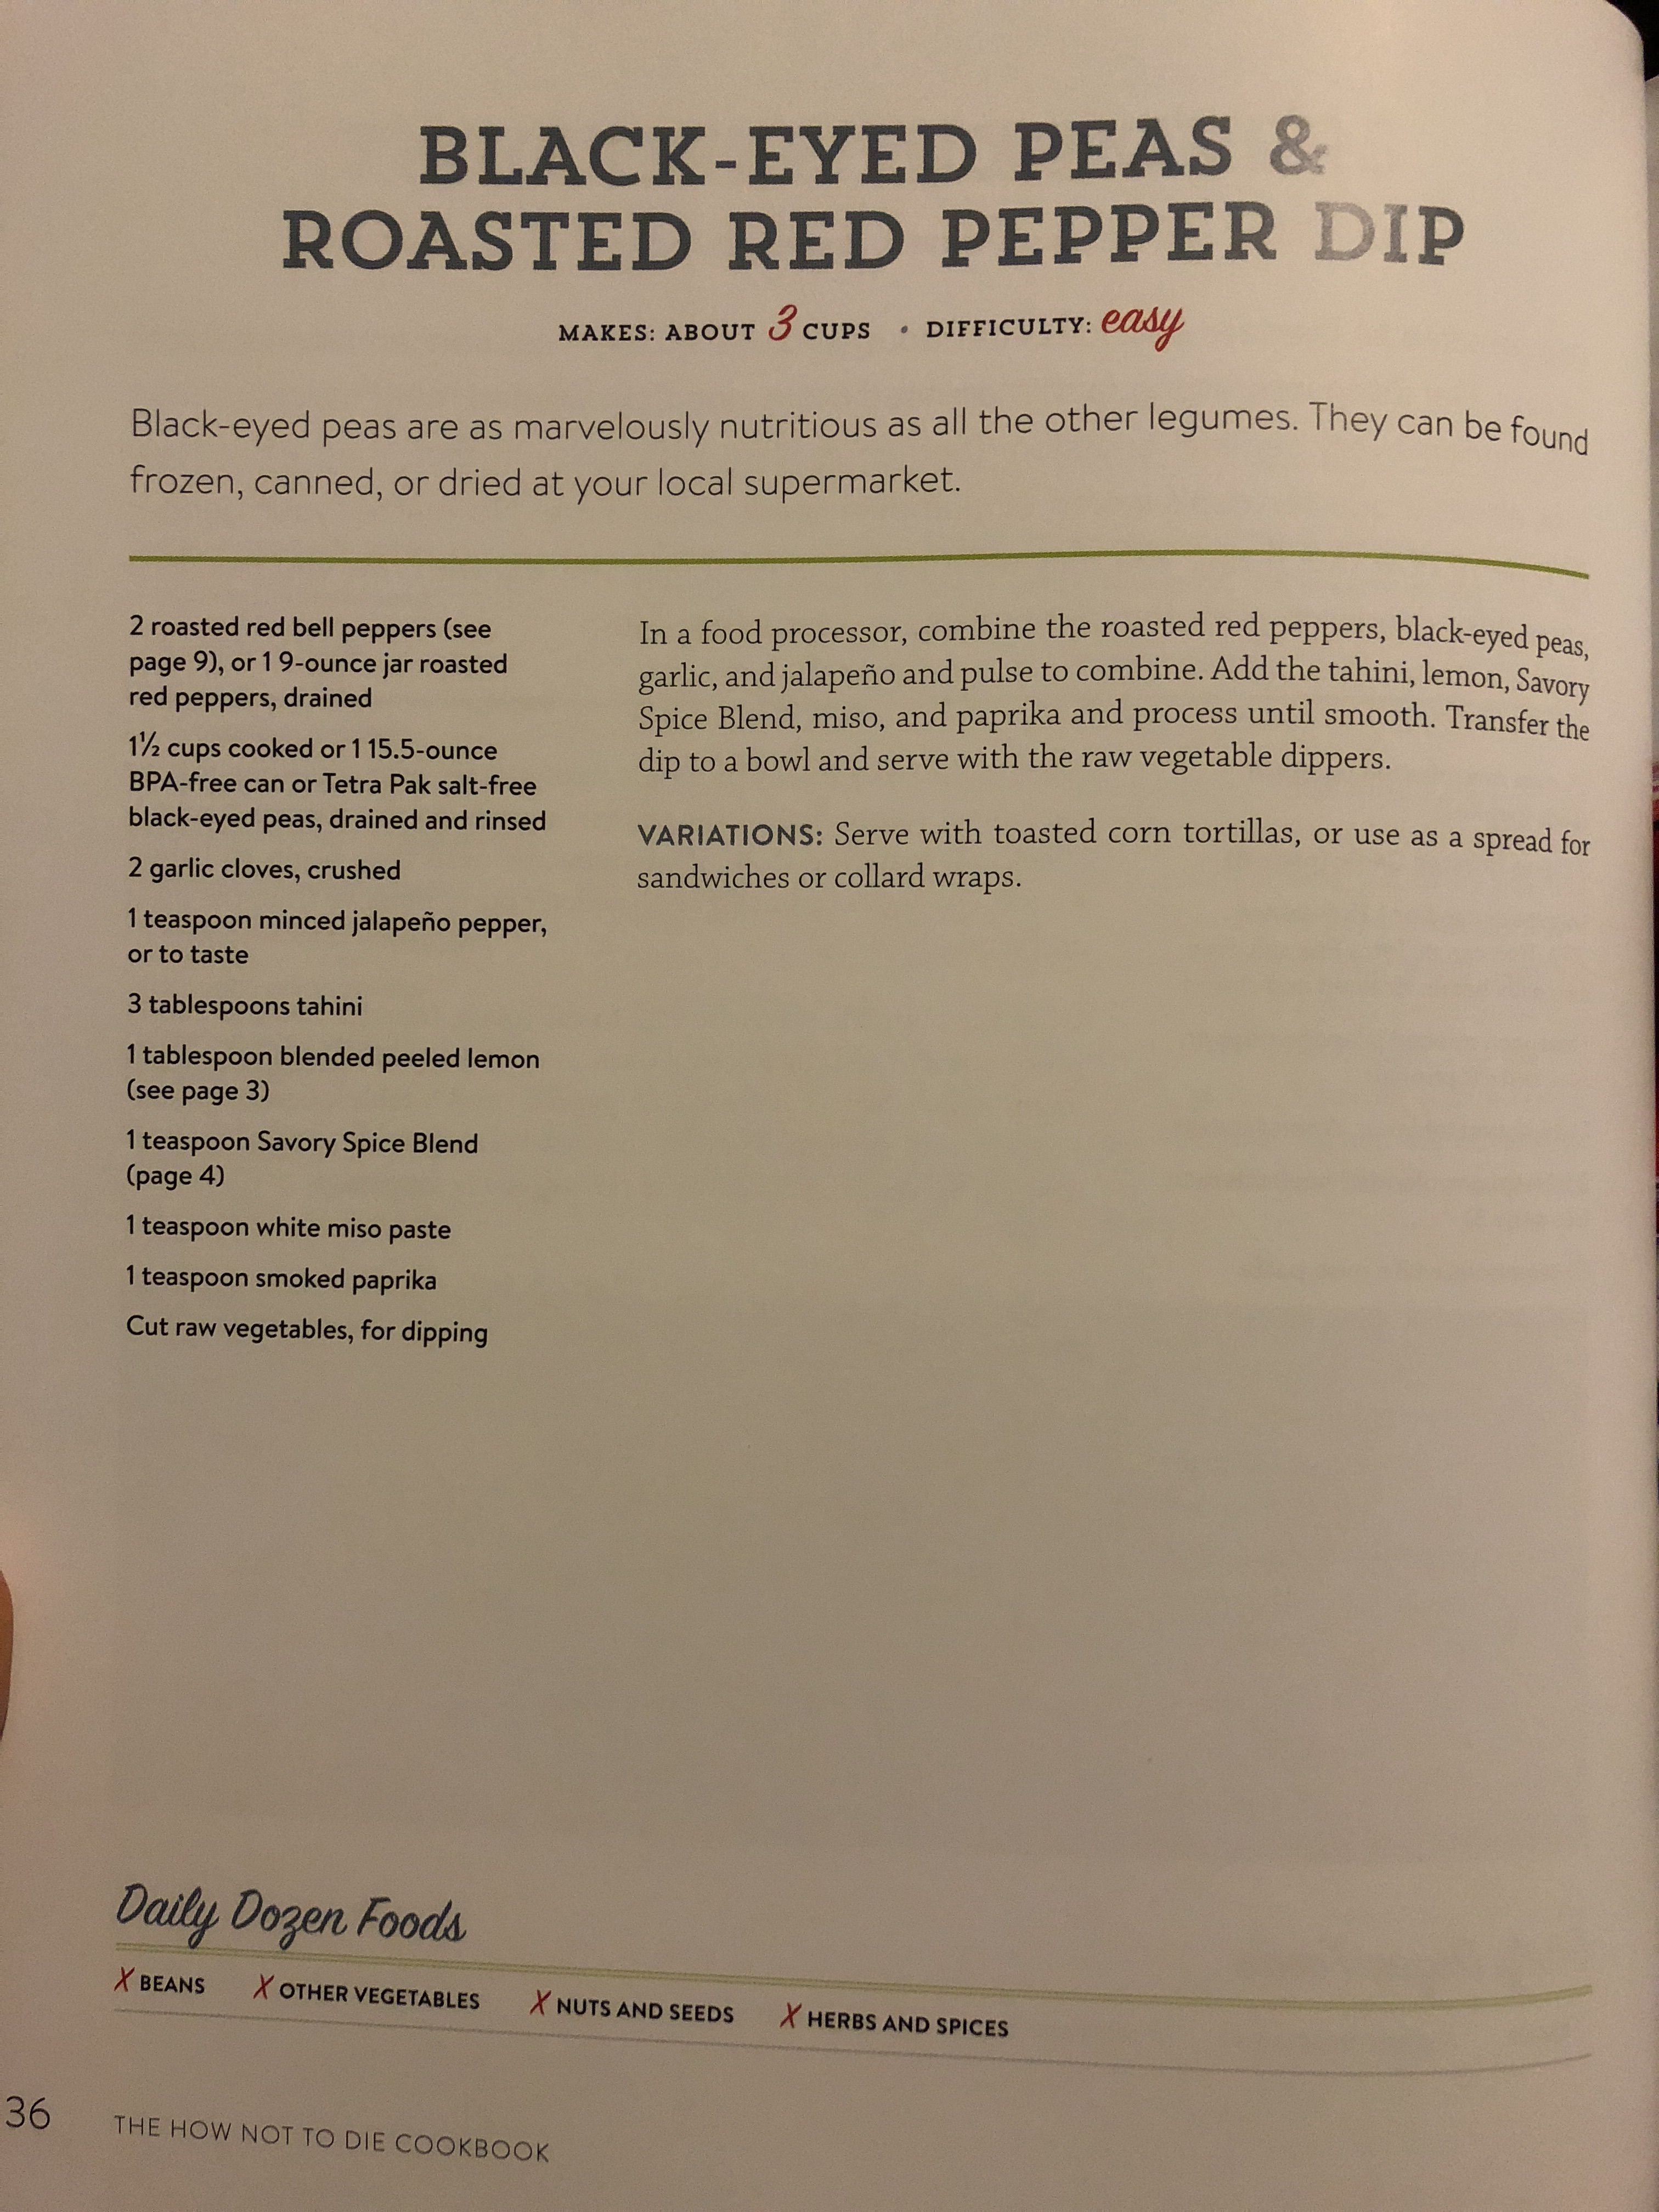 BLACK-EYED PEAS &
ROASTED RED PEPPER DIP
MAKES: ABOUT 3 CUPS • DIFFICULTY: easy
Black-eyed peas are as marvelously nutritious as all the other legumes. They can be found
frozen, canned, or dried at your local supermarket.
2 roasted red bell peppers (see
page 9), or 1 9-ounce jar roasted
red peppers, drained
1½ cups cooked or 1 15.5-ounce
BPA-free can or Tetra Pak salt-free
black-eyed peas, drained and rinsed
2 garlic cloves, crushed
1 teaspoon minced jalapeño pepper,
or to taste
3 tablespoons tahini
1 tablespoon blended peeled lemon
(see page 3)
1 teaspoon Savory Spice Blend
(page 4)
1 teaspoon white miso paste
1 teaspoon smoked paprika
Cut raw vegetables, for dipping
In a food processor, combine the roasted red peppers, black-eyed peas,
garlic, and jalapeño and pulse to combine. Add the tahini, lemon, Savory
Spice Blend, miso, and paprika and process until smooth. Transfer the
dip to a bowl and serve with the raw vegetable dippers.
VARIATIONS: Serve with toasted corn tortillas, or use as a spread for
sandwiches or collard wraps.
Daily Dozen Foods
X BEANS X OTHER VEGETABLES X NUTS AND SEEDS X HERBS AND SPICES
36 THE HOW NOT TO DIE COOKBOOK